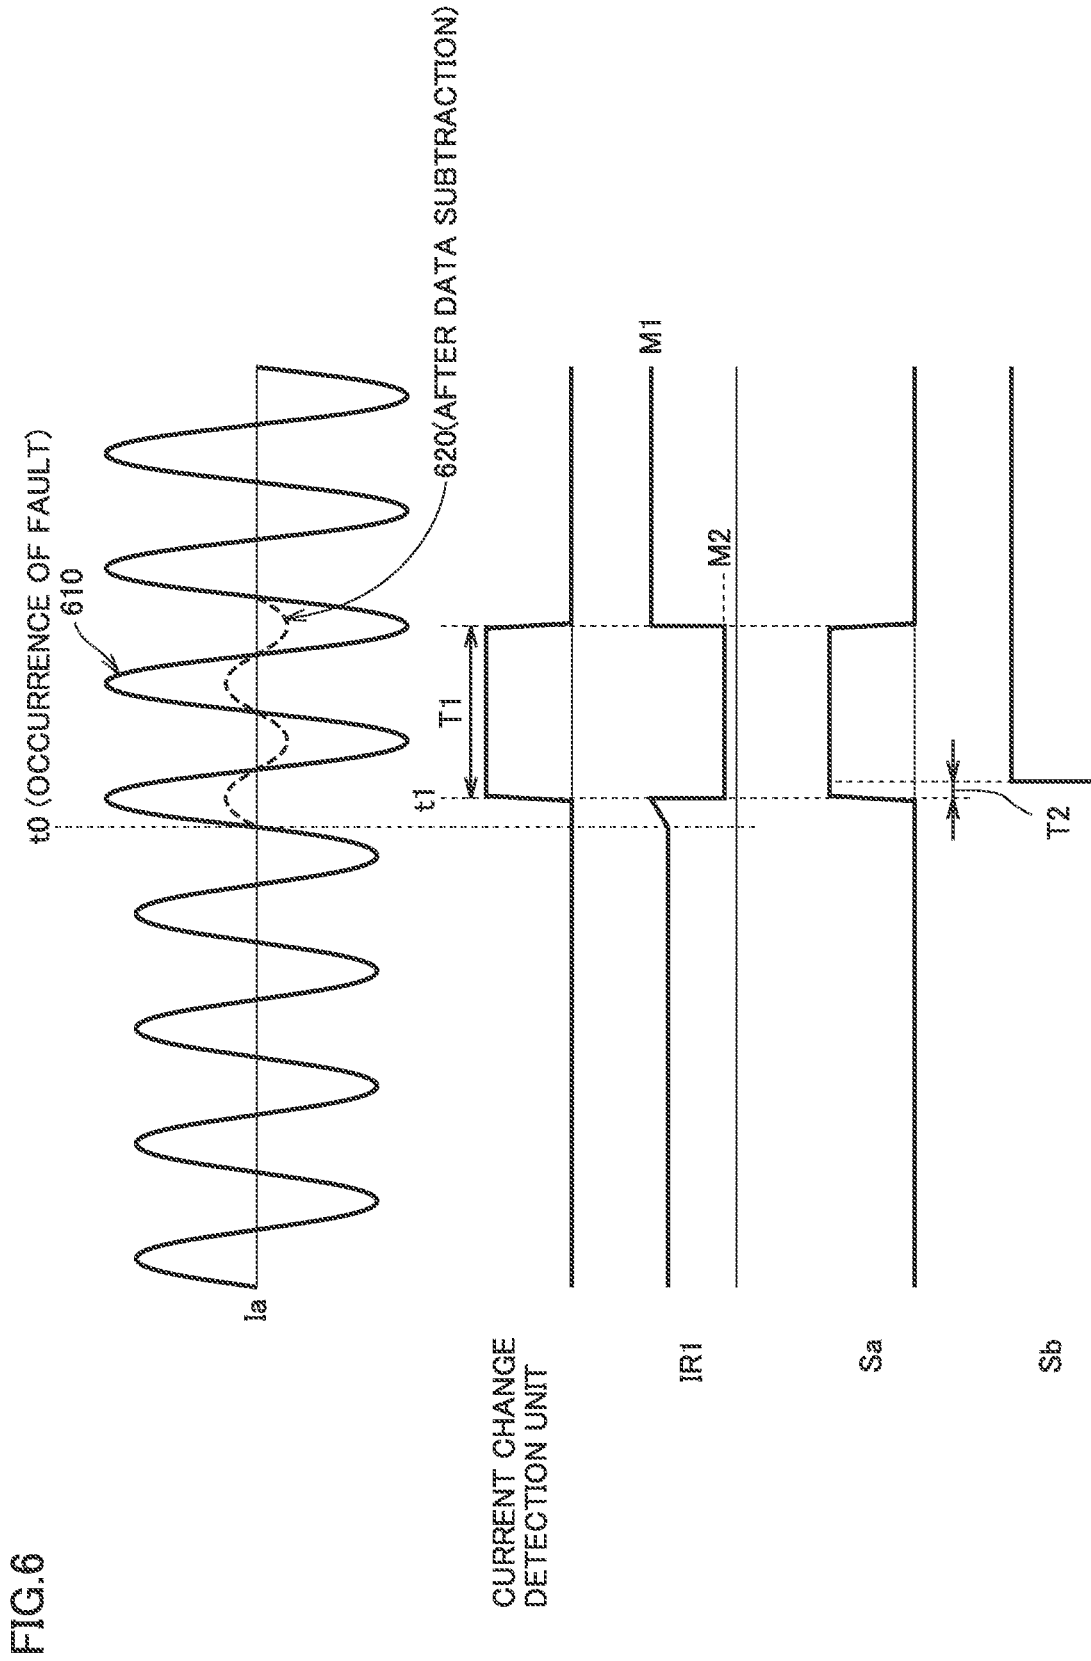 FIG.6
t0 (OCCURRENCE OF FAULT)
610
Ia
620(AFTER DATA SUBTRACTION)
t1
T1
CURRENT CHANGE
DETECTION UNIT
M1
IR1
M2
Sa
T2
Sb